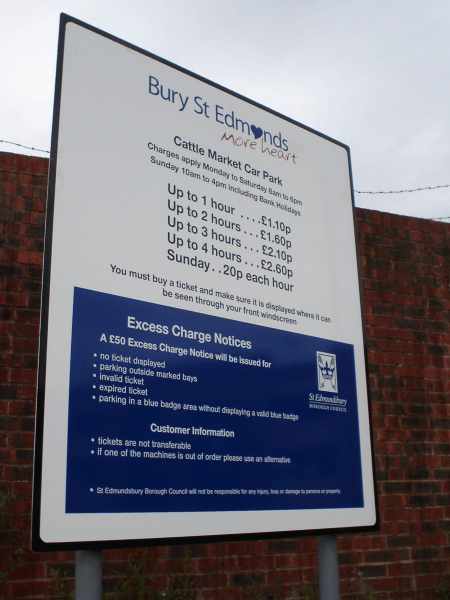 Bury St Edmonds
More heart
Cattle Market Car Park
Charges apply Monday to Saturday 8am to 6pm
Sunday 10am to 4pm including Bank Holidays
Up to 1 hour ....£1.10p
Up to 2 hours ...£1.60p
Up to 3 hours ...£2.10p
Up to 4 hours ...£2.60p
Sunday..20p each hour
You must buy a ticket and make sure it is displayed where it can
be seen through your front windscreen
Excess Charge Notices
A £50 Excess Charge Notice will be issued for
• no ticket displayed
• parking outside marked bays
• invalid ticket
• expired ticket
• parking in a blue badge area without displaying a valid blue badge
St Edmundsbury
BOROUGH COUNCIL
Customer Information
• tickets are not transferable
• if one of the machines is out of order please use an alternative
• St Edmundsbury Borough Council will not be responsible for any injury, loss or damage to persons or property.